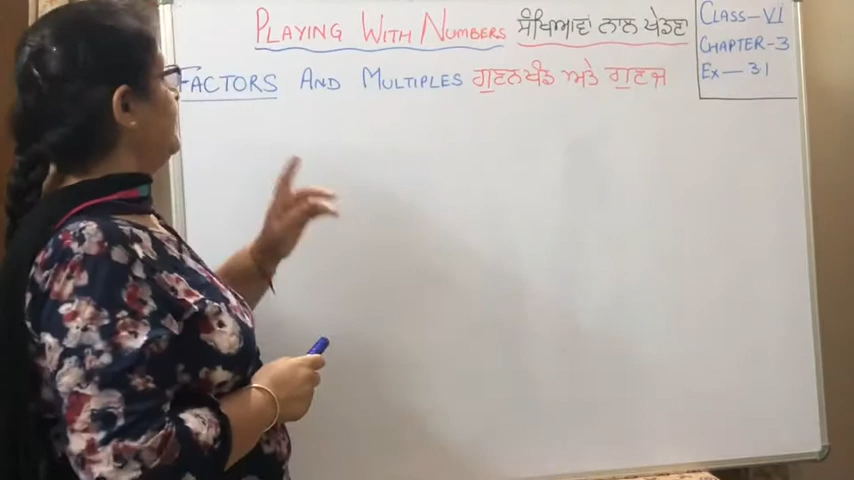 PLAYING WITH NUMBERS ਸੰਖਿਆਵਾਂ ਨਾਲ ਖੇਡਣਾ
FACTORS AND MULTIPLES ਗੁਣਨਖੰਡ ਅਤੇ ਗੁਣਜ
CLASS-VI
CHAPTER-3
EX-3.1